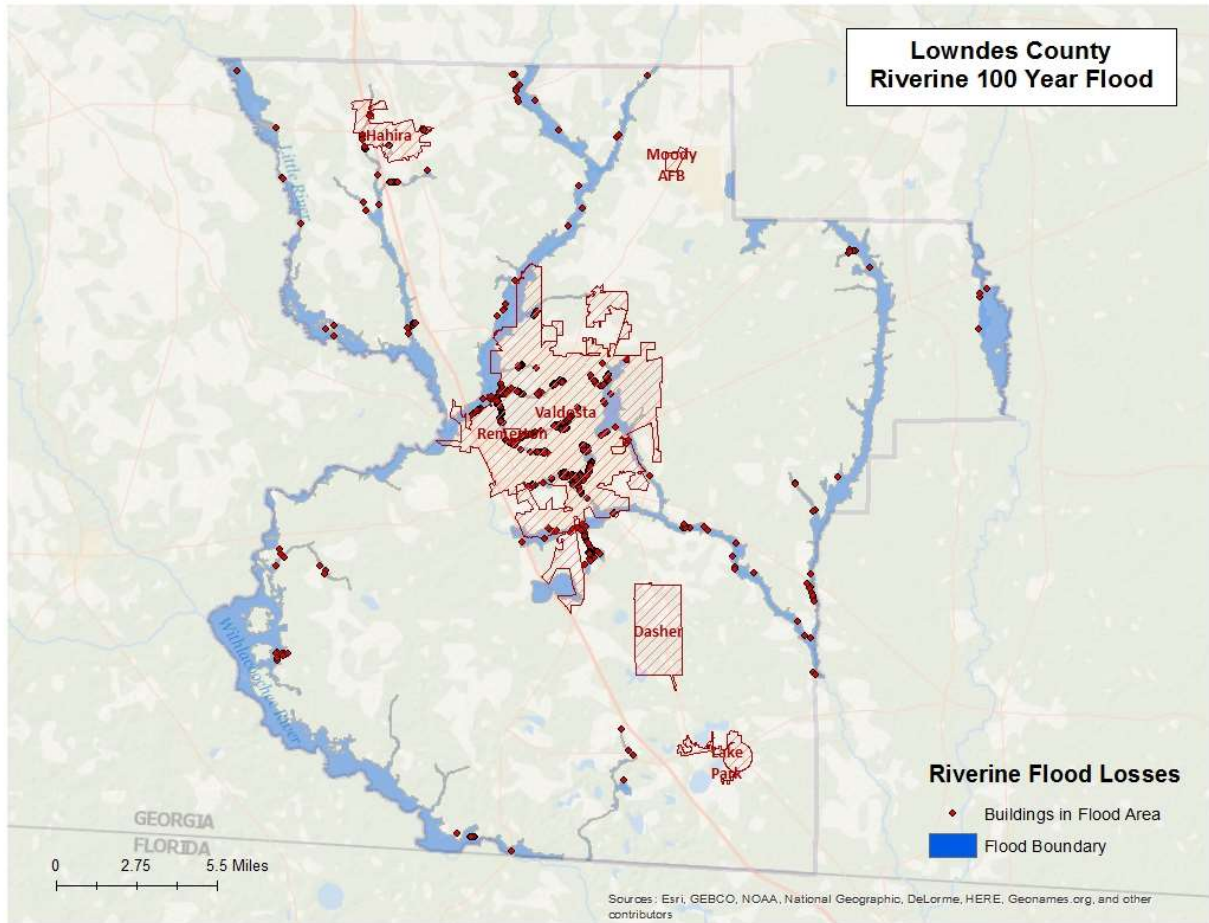 Lowndes County
Riverine 100 Year Flood
Hahira
Moody
AFB
Little River
Valdosta
Remerton
Dasher
Withlacoochee River
Lake
Park
GEORGIA
FLORIDA
0 2.75 5.5 Miles
Riverine Flood Losses
Buildings in Flood Area
Flood Boundary
Sources: Esri, GEBCO, NOAA, National Geographic, DeLorme, HERE, Geonames.org, and other
contributors